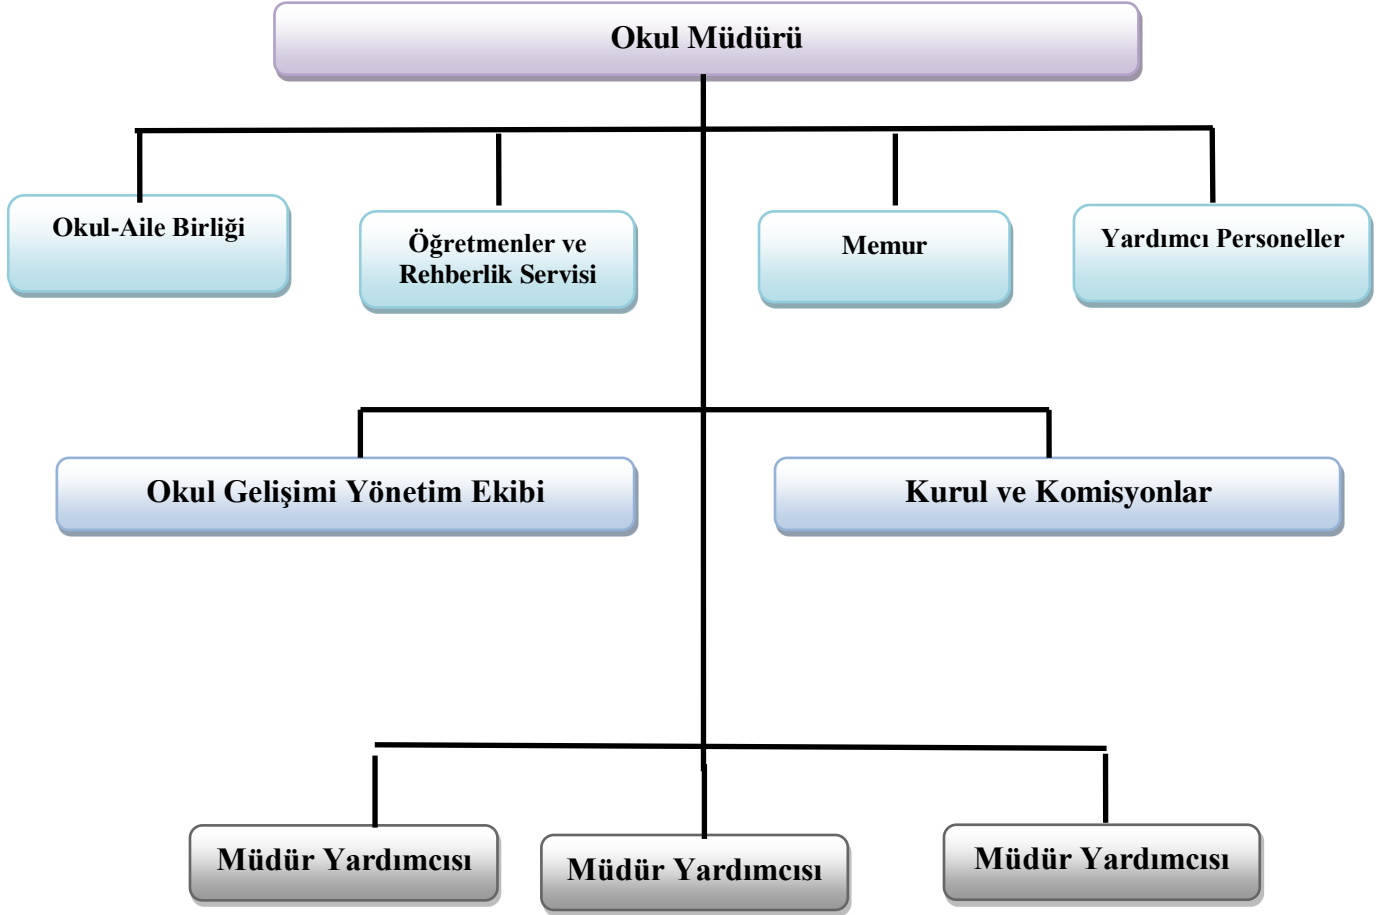 Okul Müdürü
Okul-Aile Birliği
Öğretmenler ve
Rehberlik Servisi
Memur
Yardımcı Personeller
Okul Gelişimi Yönetim Ekibi
Kurul ve Komisyonlar
Müdür Yardımcısı
Müdür Yardımcısı
Müdür Yardımcısı